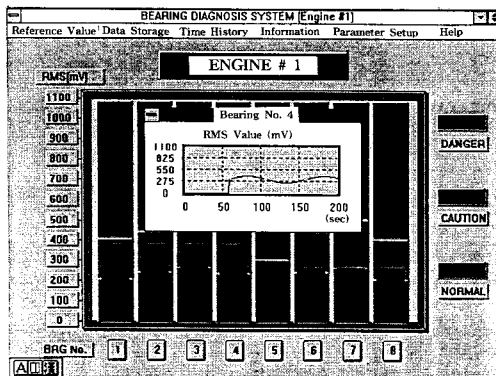 BEARING DIAGNOSIS SYSTEM [Engine #1]
Reference Value Data Storage Time History Information Parameter Setup Help
ENGINE # 1
RMS(mV)
1100
1000
900
800
700
600
500
400
300
200
100
0
Bearing No. 4
RMS Value (mV)
1100
825
550
275
0
0 50 100 150 200
(sec)
DANGER
CAUTION
NORMAL
BRG No. 1 2 3 4 5 6 7 8